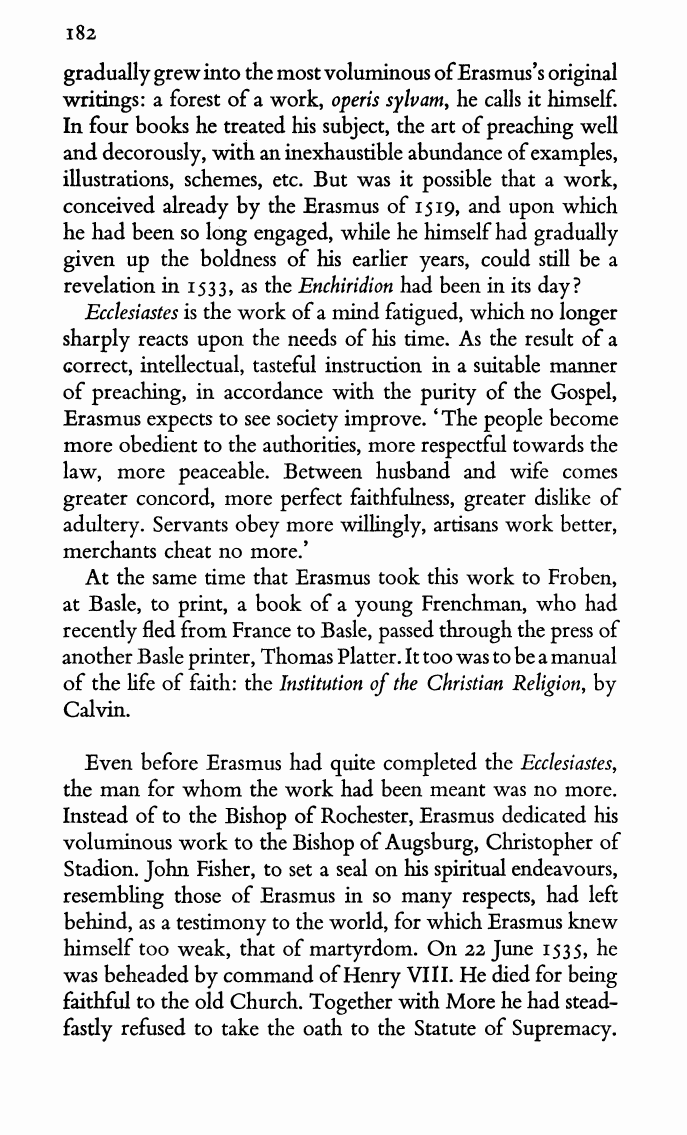 182
gradually grew into the most voluminous of Erasmus's original
writings: a forest of a work, operis sylvam, he calls it himself.
In four books he treated his subject, the art of preaching well
and decorously, with an inexhaustible abundance of examples,
illustrations, schemes, etc. But was it possible that a work,
conceived already by the Erasmus of 1519, and upon which
he had been so long engaged, while he himself had gradually
given up the boldness of his earlier years, could still be a
revelation in 1533, as the Enchiridion had been in its day?
Ecclesiastes is the work of a mind fatigued, which no longer
sharply reacts upon the needs of his time. As the result of a
correct, intellectual, tasteful instruction in a suitable manner
of preaching, in accordance with the purity of the Gospel,
Erasmus expects to see society improve. 'The people become
more obedient to the authorities, more respectful towards the
law, more peaceable. Between husband and wife comes
greater concord, more perfect faithfulness, greater dislike of
adultery. Servants obey more willingly, artisans work better,
merchants cheat no more.'
At the same time that Erasmus took this work to Froben,
at Basle, to print, a book of a young Frenchman, who had
recently fled from France to Basle, passed through the press of
another Basle printer, Thomas Platter. It too was to be a manual
of the life of faith: the Institution of the Christian Religion, by
Calvin.
Even before Erasmus had quite completed the Ecclesiastes,
the man for whom the work had been meant was no more.
Instead of to the Bishop of Rochester, Erasmus dedicated his
voluminous work to the Bishop of Augsburg, Christopher of
Stadion. John Fisher, to set a seal on his spiritual endeavours,
resembling those of Erasmus in so many respects, had left
behind, as a testimony to the world, for which Erasmus knew
himself too weak, that of martyrdom. On 22 June 1535, he
was beheaded by command of Henry VIII. He died for being
faithful to the old Church. Together with More he had stead-
fastly refused to take the oath to the Statute of Supremacy.